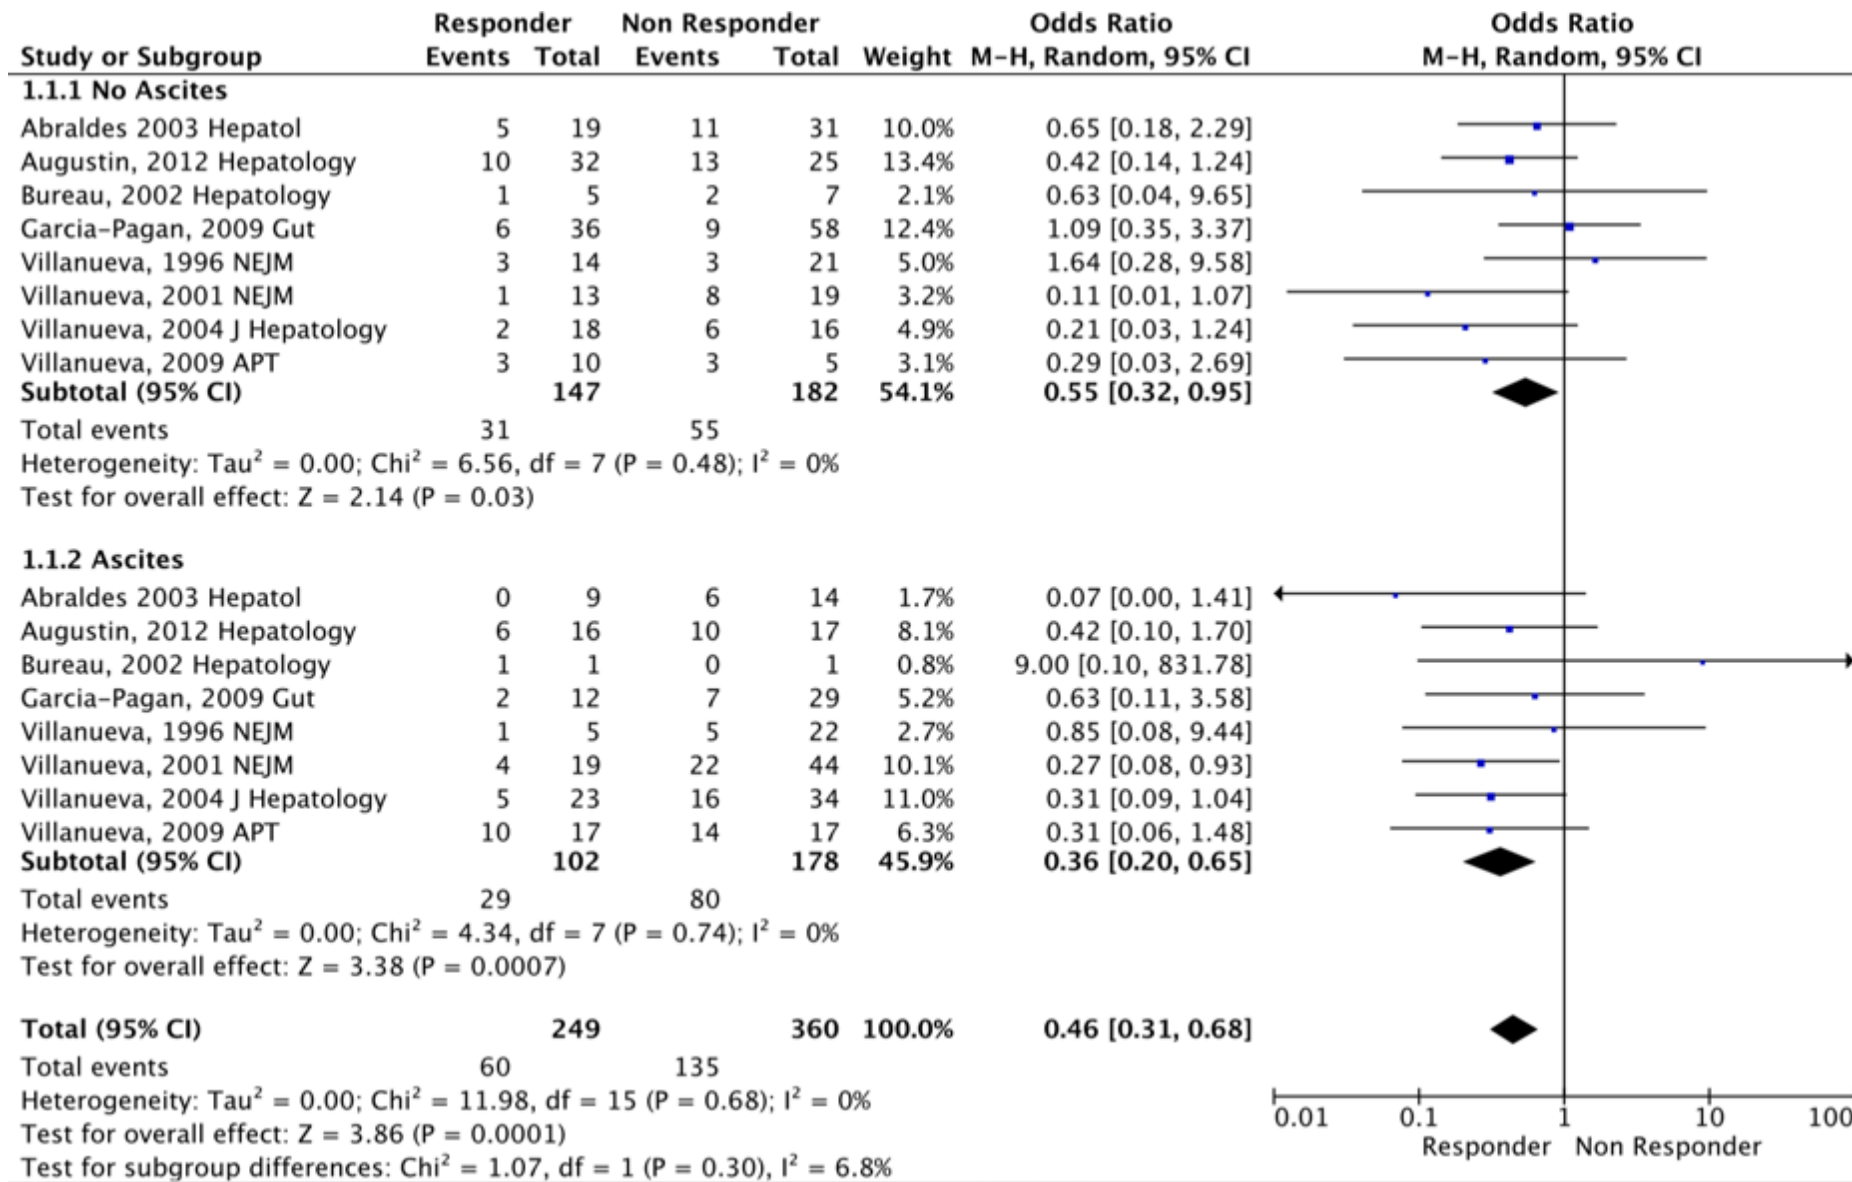 Responder Non Responder Odds Ratio Odds Ratio
Study or Subgroup Events Total Events Total Weight M-H, Random, 95% CI M-H, Random, 95% CI
1.1.1 No Ascites
Abraldes 2003 Hepatol 5 19 11 31 10.0% 0.65 [0.18, 2.29]
Augustin, 2012 Hepatology 10 32 13 25 13.4% 0.42 [0.14, 1.24]
Bureau, 2002 Hepatology 1 5 2 7 2.1% 0.63 [0.04, 9.65]
Garcia-Pagan, 2009 Gut 6 36 9 58 12.4% 1.09 [0.35, 3.37]
Villanueva, 1996 NEJM 3 14 3 21 5.0% 1.64 [0.28, 9.58]
Villanueva, 2001 NEJM 1 13 8 19 3.2% 0.11 [0.01, 1.07]
Villanueva, 2004 J Hepatology 2 18 6 16 4.9% 0.21 [0.03, 1.24]
Villanueva, 2009 APT 3 10 3 5 3.1% 0.29 [0.03, 2.69]
Subtotal (95% CI) 147 182 54.1% 0.55 [0.32, 0.95]
Total events 31 55
Heterogeneity: Tau² = 0.00; Chi² = 6.56, df = 7 (P = 0.48); I² = 0%
Test for overall effect: Z = 2.14 (P = 0.03)
1.1.2 Ascites
Abraldes 2003 Hepatol 0 9 6 14 1.7% 0.07 [0.00, 1.41]
Augustin, 2012 Hepatology 6 16 10 17 8.1% 0.42 [0.10, 1.70]
Bureau, 2002 Hepatology 1 1 0 1 0.8% 9.00 [0.10, 831.78]
Garcia-Pagan, 2009 Gut 2 12 7 29 5.2% 0.63 [0.11, 3.58]
Villanueva, 1996 NEJM 1 5 5 22 2.7% 0.85 [0.08, 9.44]
Villanueva, 2001 NEJM 4 19 22 44 10.1% 0.27 [0.08, 0.93]
Villanueva, 2004 J Hepatology 5 23 16 34 11.0% 0.31 [0.09, 1.04]
Villanueva, 2009 APT 10 17 14 17 6.3% 0.31 [0.06, 1.48]
Subtotal (95% CI) 102 178 45.9% 0.36 [0.20, 0.65]
Total events 29 80
Heterogeneity: Tau² = 0.00; Chi² = 4.34, df = 7 (P = 0.74); I² = 0%
Test for overall effect: Z = 3.38 (P = 0.0007)
Total (95% CI) 249 360 100.0% 0.46 [0.31, 0.68]
Total events 60 135
Heterogeneity: Tau² = 0.00; Chi² = 11.98, df = 15 (P = 0.68); I² = 0%
Test for overall effect: Z = 3.86 (P = 0.0001)
Test for subgroup differences: Chi² = 1.07, df = 1 (P = 0.30), I² = 6.8%
0.01 0.1 1 10 100
Responder Non Responder